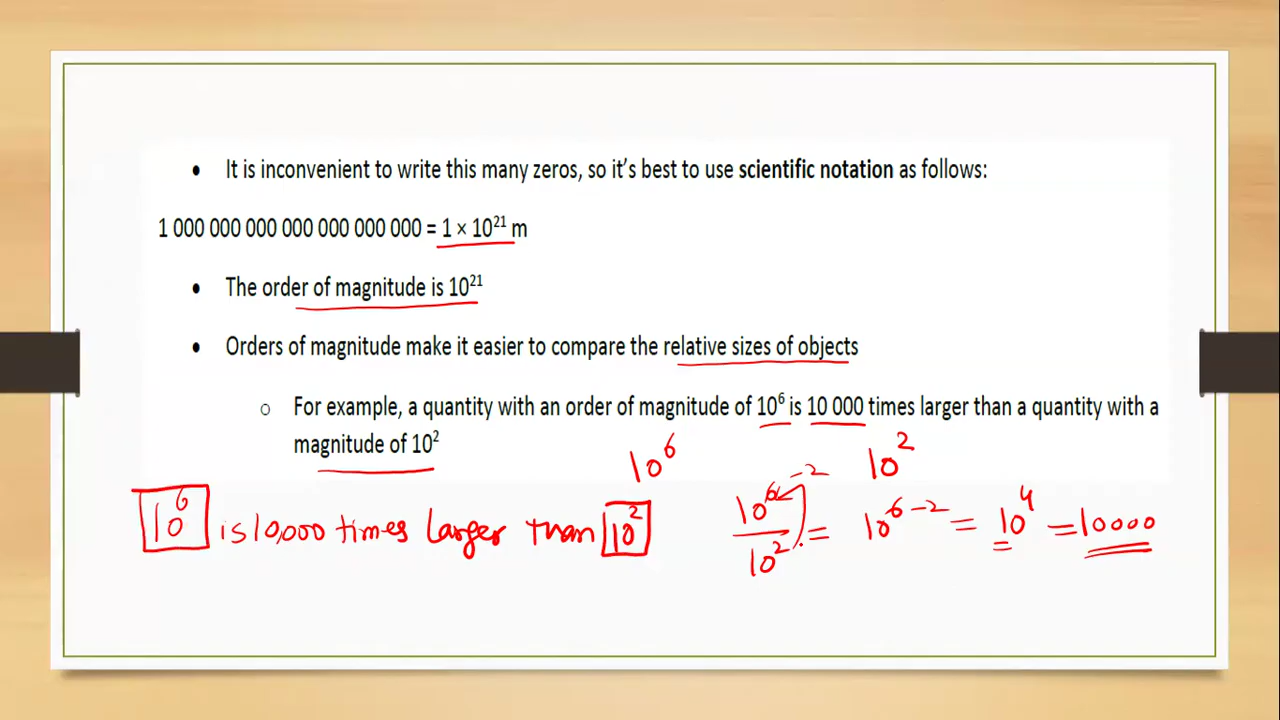 • It is inconvenient to write this many zeros, so it’s best to use scientific notation as follows:
1 000 000 000 000 000 000 000 = 1 × 10²¹ m
• The order of magnitude is 10²¹
• Orders of magnitude make it easier to compare the relative sizes of objects
○ For example, a quantity with an order of magnitude of 10⁶ is 10 000 times larger than a quantity with a
magnitude of 10²
10⁶ 10²
10⁶ is 10,000 times larger than 10²
10⁶⁻² / 10² = 10⁶⁻² = 10⁴ = 10000